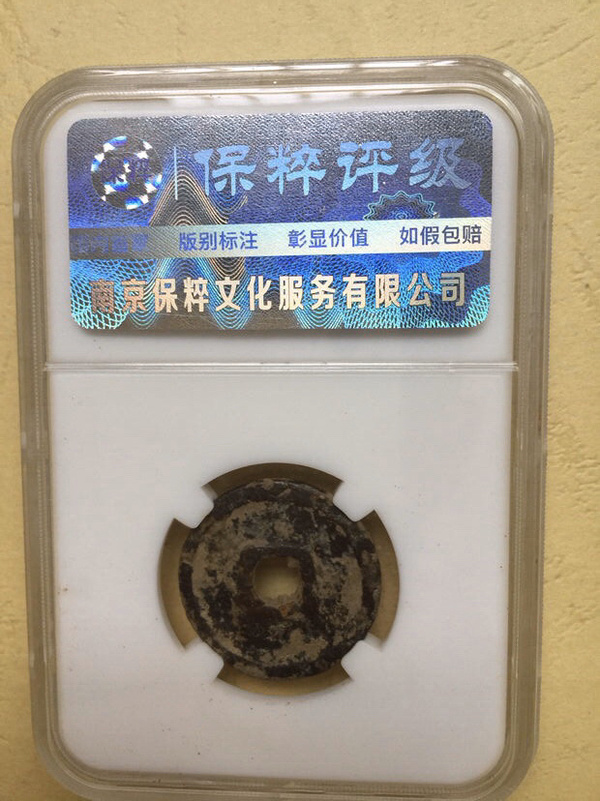 保粹评级
版别标注 彰显价值 如假包赔
南京保粹文化服务有限公司